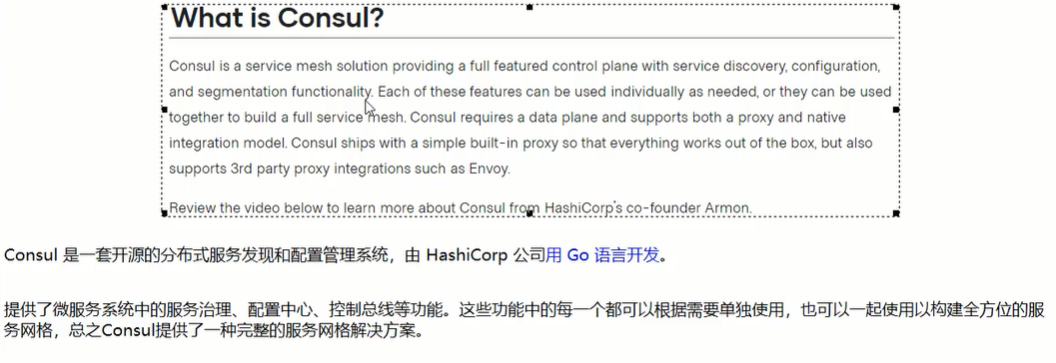 What is Consul?
Consul is a service mesh solution providing a full featured control plane with service discovery, configuration,
and segmentation functionality. Each of these features can be used individually as needed, or they can be used
together to build a full service mesh. Consul requires a data plane and supports both a proxy and native
integration model. Consul ships with a simple built-in proxy so that everything works out of the box, but also
supports 3rd party proxy integrations such as Envoy.
Review the video below to learn more about Consul from HashiCorp's co-founder Armon.
Consul 是一套开源的分布式服务发现和配置管理系统，由 HashiCorp 公司用 Go 语言开发。
提供了微服务系统中的服务治理、配置中心、控制总线等功能。这些功能中的每一个都可以根据需要单独使用，也可以一起使用以构建全方位的服
务网格，总之Consul提供了一种完整的服务网格解决方案。